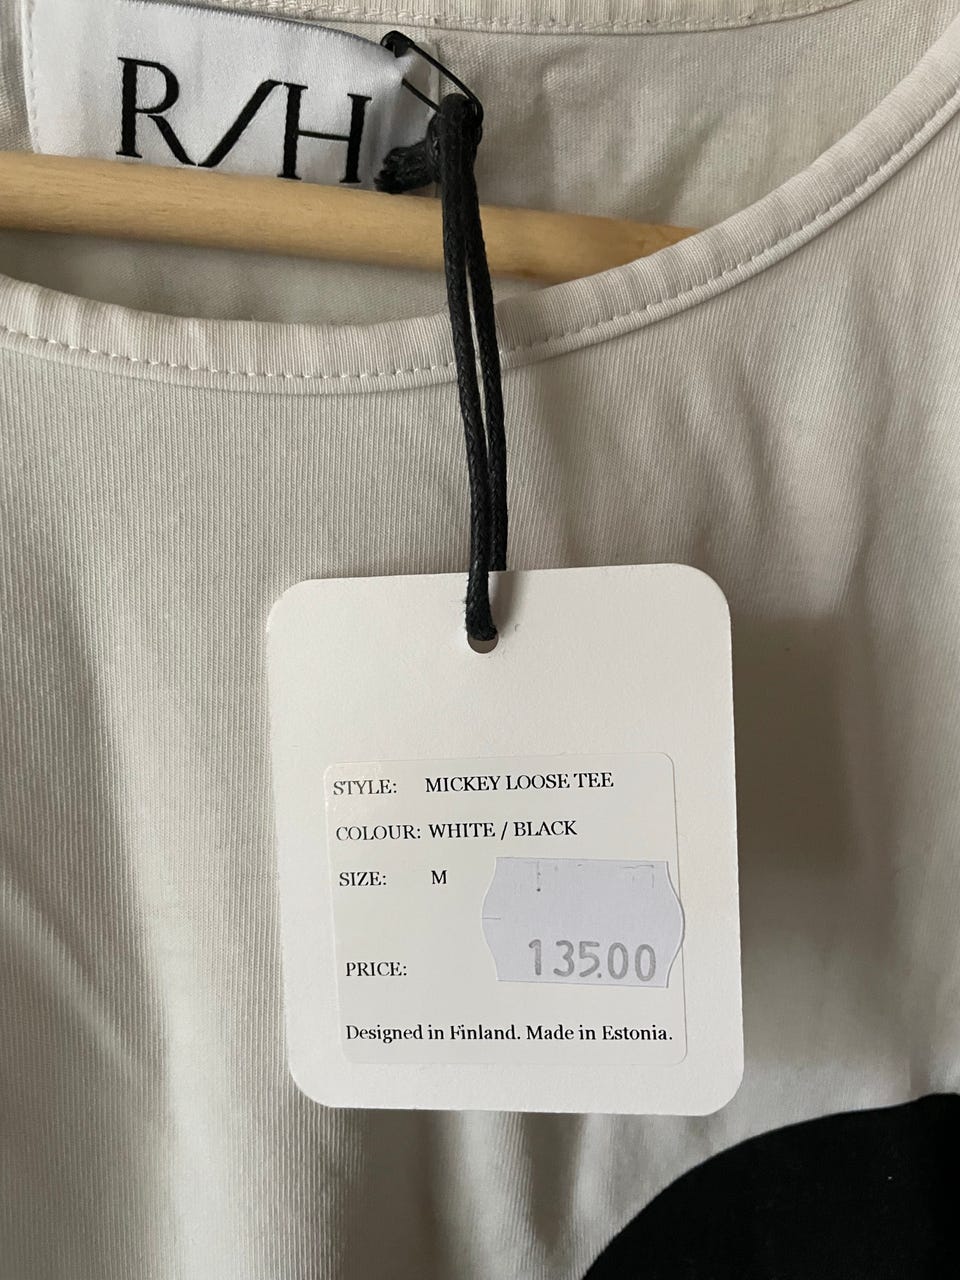 R/H
STYLE: MICKEY LOOSE TEE
COLOUR: WHITE / BLACK
SIZE: M
135.00
PRICE:
Designed in Finland. Made in Estonia.